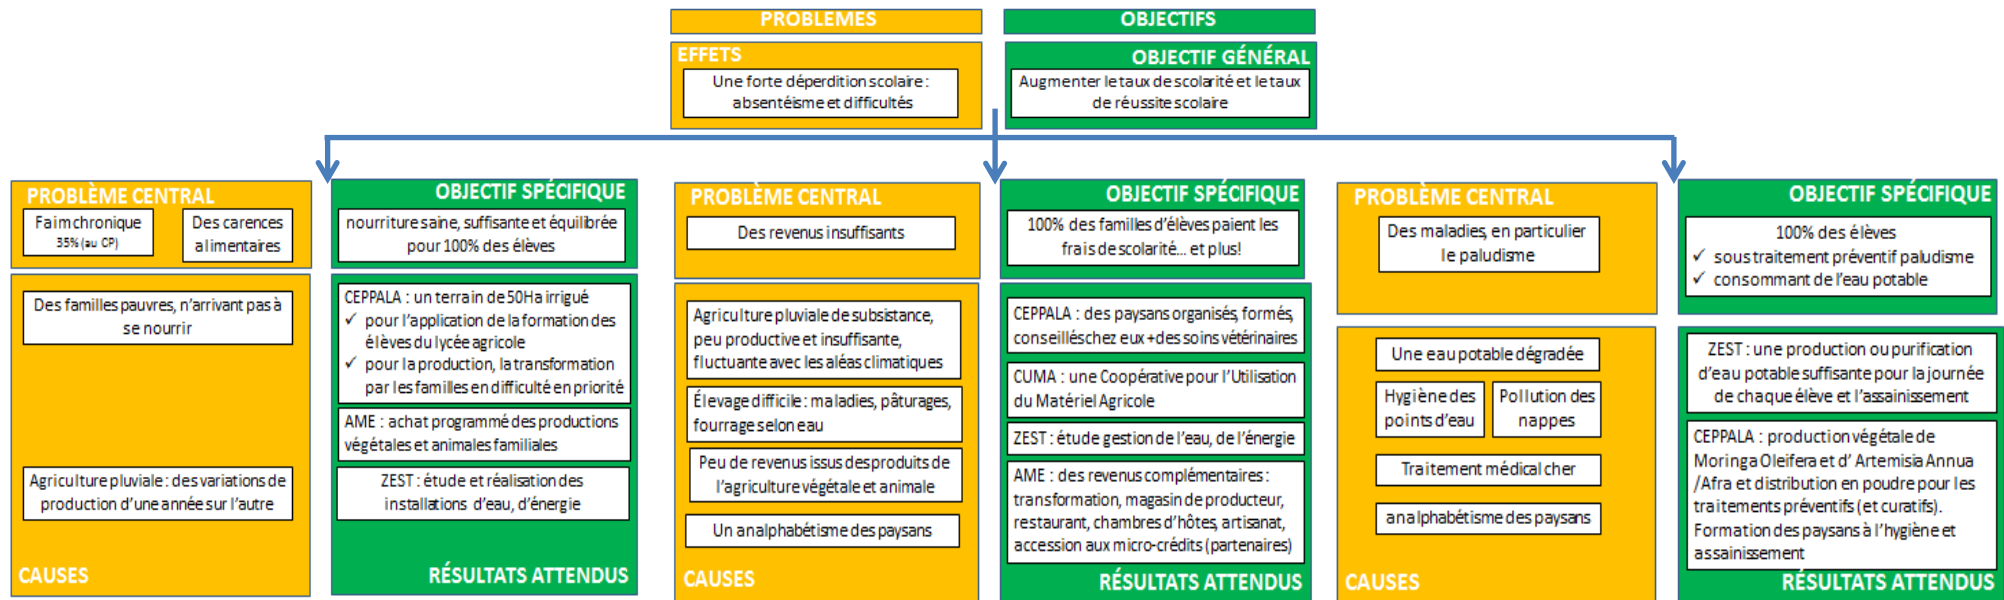 PROBLÈMES
OBJECTIFS
EFFETS
Une forte déperdition scolaire :
absentéisme et difficultés
OBJECTIF GÉNÉRAL
Augmenter le taux de scolarité et le taux
de réussite scolaire
PROBLÈME CENTRAL
Faim chronique
35% (au CP)
Des carences
alimentaires
OBJECTIF SPÉCIFIQUE
nourriture saine, suffisante et équilibrée
pour 100% des élèves
Des familles pauvres, n'arrivant pas à
se nourrir
Agriculture pluviale : des variations de
production d'une année sur l'autre
CAUSES
CEPPALA : un terrain de 50Ha irrigué
✓ pour l'application de la formation des
élèves du lycée agricole
✓ pour la production, la transformation
par les familles en difficulté en priorité
AME : achat programmé des productions
végétales et animales familiales
ZEST : étude et réalisation des
installations d'eau, d'énergie
RÉSULTATS ATTENDUS
PROBLÈME CENTRAL
Des revenus insuffisants
OBJECTIF SPÉCIFIQUE
100% des familles d'élèves paient les
frais de scolarité... et plus!
Agriculture pluviale de subsistance,
peu productive et insuffisante,
fluctuante avec les aléas climatiques
Élevage difficile : maladies, pâturages,
fourrage selon eau
Peu de revenus issus des produits de
l'agriculture végétale et animale
Un analphabétisme des paysans
CAUSES
CEPPALA : des paysans organisés, formés,
conseillés chez eux +des soins vétérinaires
CUMA : une Coopérative pour l'Utilisation
du Matériel Agricole
ZEST : étude gestion de l'eau, de l'énergie
AME : des revenus complémentaires :
transformation, magasin de producteur,
restaurant, chambres d'hôtes, artisanat,
accession aux micro-crédits (partenaires)
RÉSULTATS ATTENDUS
PROBLÈME CENTRAL
Des maladies, en particulier
le paludisme
OBJECTIF SPÉCIFIQUE
100% des élèves
✓ sous traitement préventif paludisme
✓ consommant de l'eau potable
Une eau potable dégradée
Hygiène des
points d'eau
Pollution des
nappes
Traitement médical cher
analphabétisme des paysans
CAUSES
ZEST : une production ou purification
d'eau potable suffisante pour la journée
de chaque élève et l'assainissement
CEPPALA : production végétale de
Moringa Oleifera et d' Artemisia Annua
/Afra et distribution en poudre pour les
traitements préventifs (et curatifs).
Formation des paysans à l'hygiène et
assainissement
RÉSULTATS ATTENDUS